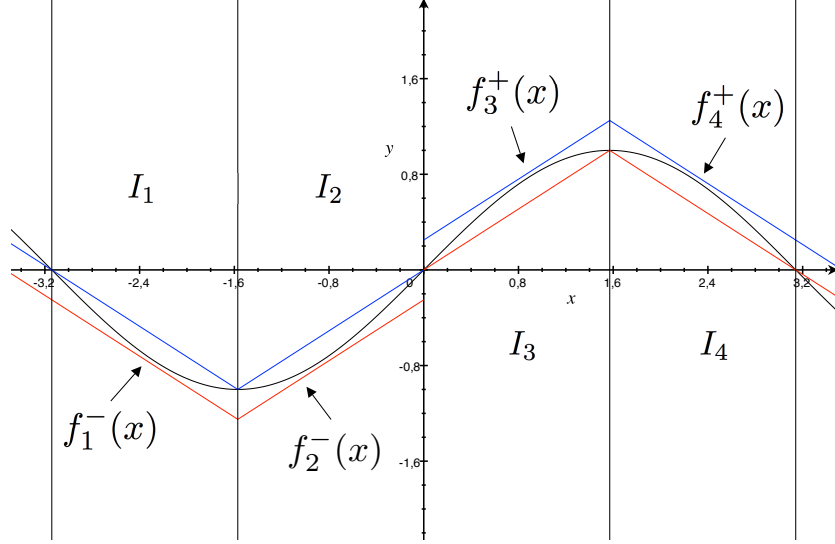 1,6
f₃⁺(x)
f₄⁺(x)
y
0,8
I₁
I₂
-3,2
-2,4
-1,6
-0,8
0
0,8
1,6
2,4
3,2
x
I₃
I₄
-0,8
f₁⁻(x)
f₂⁻(x)
-1,6